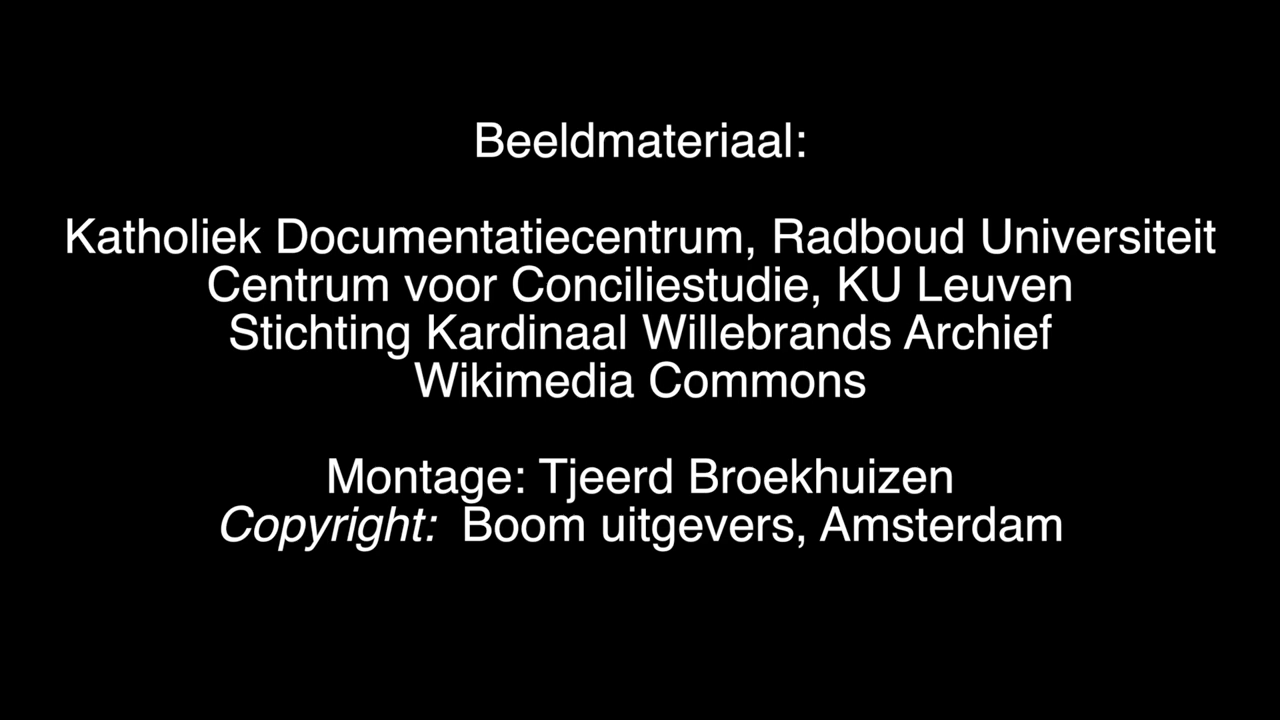 Beeldmateriaal:
Katholiek Documentatiecentrum, Radboud Universiteit
Centrum voor Conciliestudie, KU Leuven
Stichting Kardinaal Willebrands Archief
Wikimedia Commons
Montage: Tjeerd Broekhuizen
Copyright: Boom uitgevers, Amsterdam